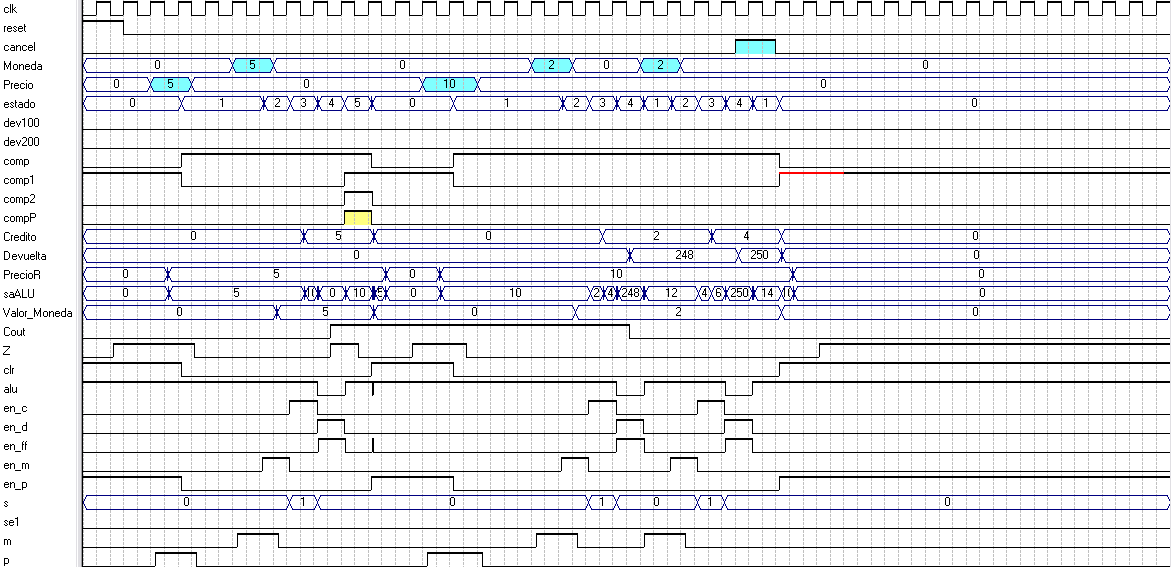 clk
reset
cancel
Moneda 0 5 0 2 0 2 0
Precio 0 5 0 10 0
estado 0 1 2 3 4 5 0 1 2 3 4 1 2 3 4 1 0
dev100
dev200
comp
comp1
comp2
compP
Credito 0 5 0 2 4 0
Devuelta 0 248 250 0
PrecioR 0 5 0 10 0
saALU 0 5 0 10 0 10 2 4 248 12 4 6 250 14 0
Valor_Moneda 0 5 0 2 0
Cout
Z
clr
alu
en_c
en_d
en_ff
en_m
en_p
s 0 1 0 1 0 1 0
se1
m
p